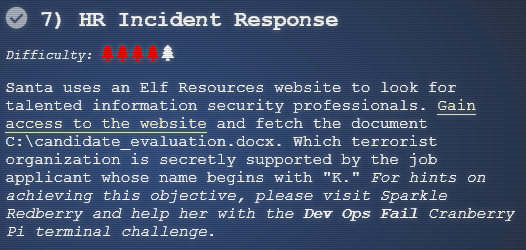 7) HR Incident Response
Difficulty:
Santa uses an Elf Resources website to look for
talented information security professionals. Gain
access to the website and fetch the document
C:\candidate_evaluation.docx. Which terrorist
organization is secretly supported by the job
applicant whose name begins with "K." For hints on
achieving this objective, please visit Sparkle
Redberry and help her with the Dev Ops Fail Cranberry
Pi terminal challenge.